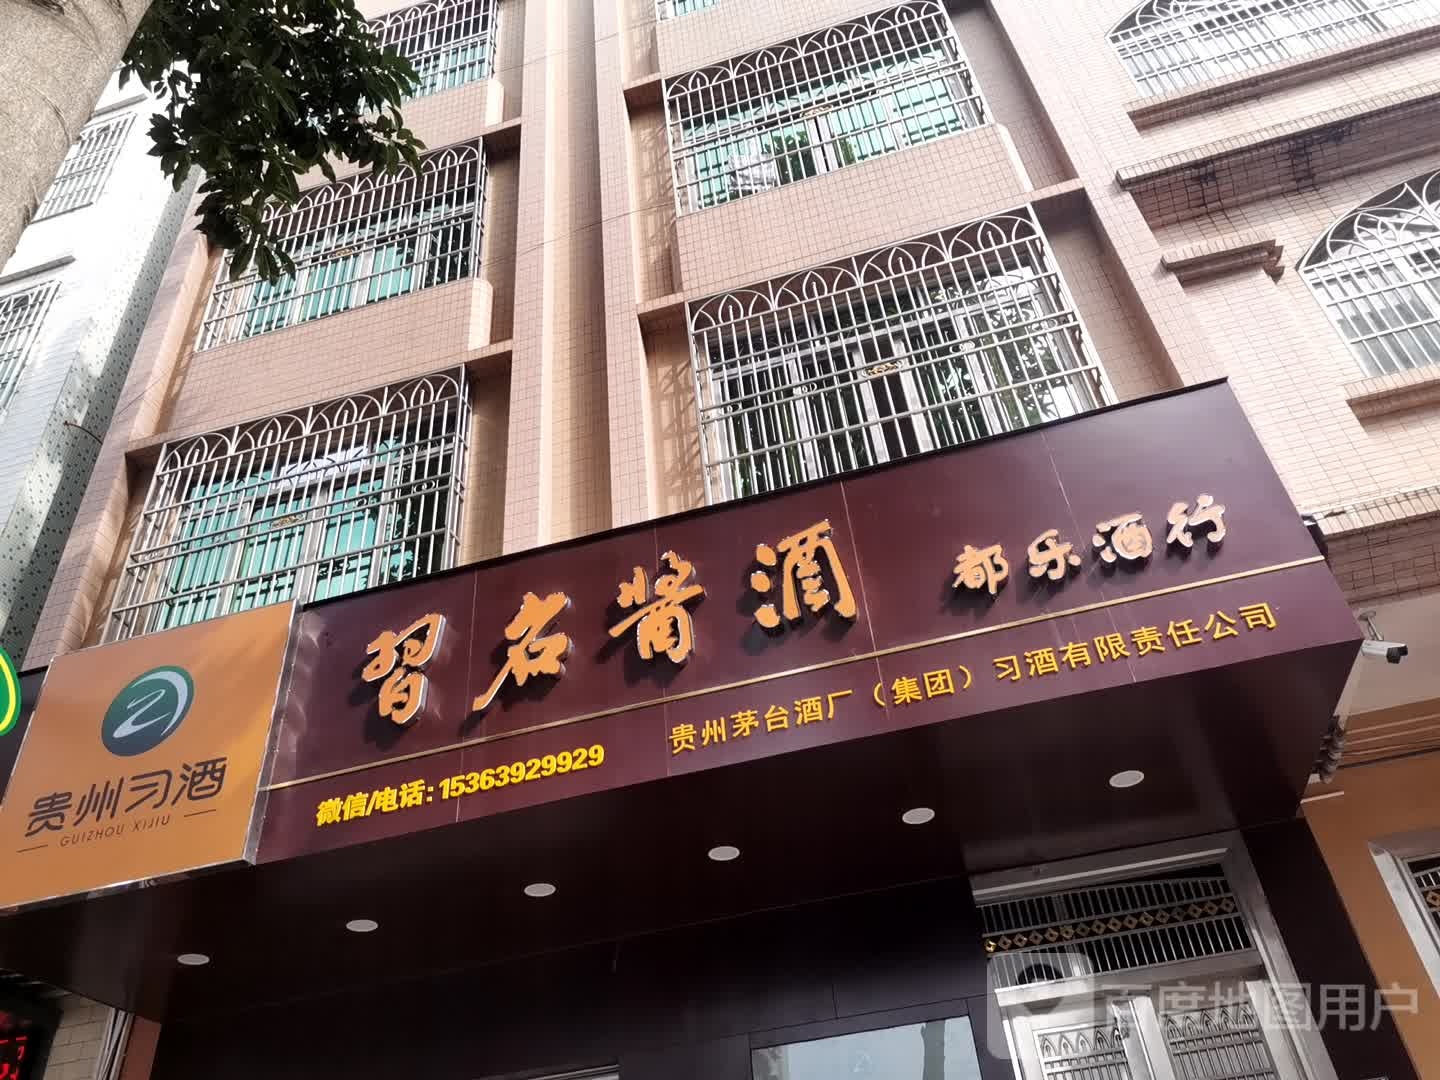 習名酱酒 都乐酒行
微信/电话: 15363929929 贵州茅台酒厂（集团）习酒有限责任公司
贵州习酒
GUIZHOU XIJIU
百度地图用户